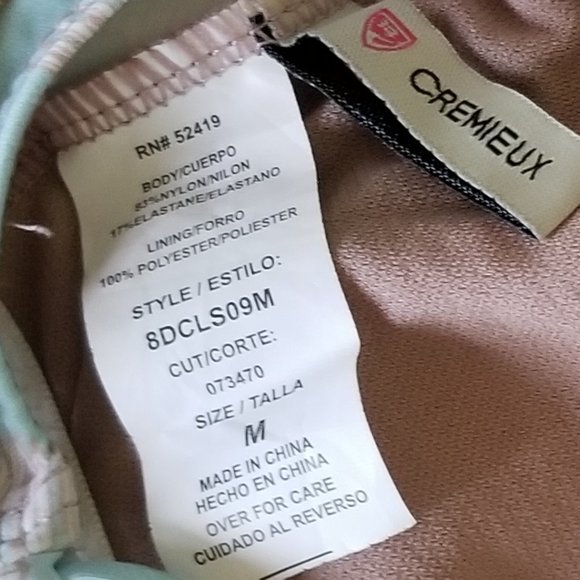 CREMIEUX
RN# 52419
BODY/CUERPO
83%NYLON/NILON
17%ELASTANE/ELASTANO
LINING/FORRO
100% POLYESTER/POLIESTER
STYLE / ESTILO:
8DCLS09M
CUT/CORTE:
073470
SIZE / TALLA
M
MADE IN CHINA
HECHO EN CHINA
OVER FOR CARE
CUIDADO AL REVERSO